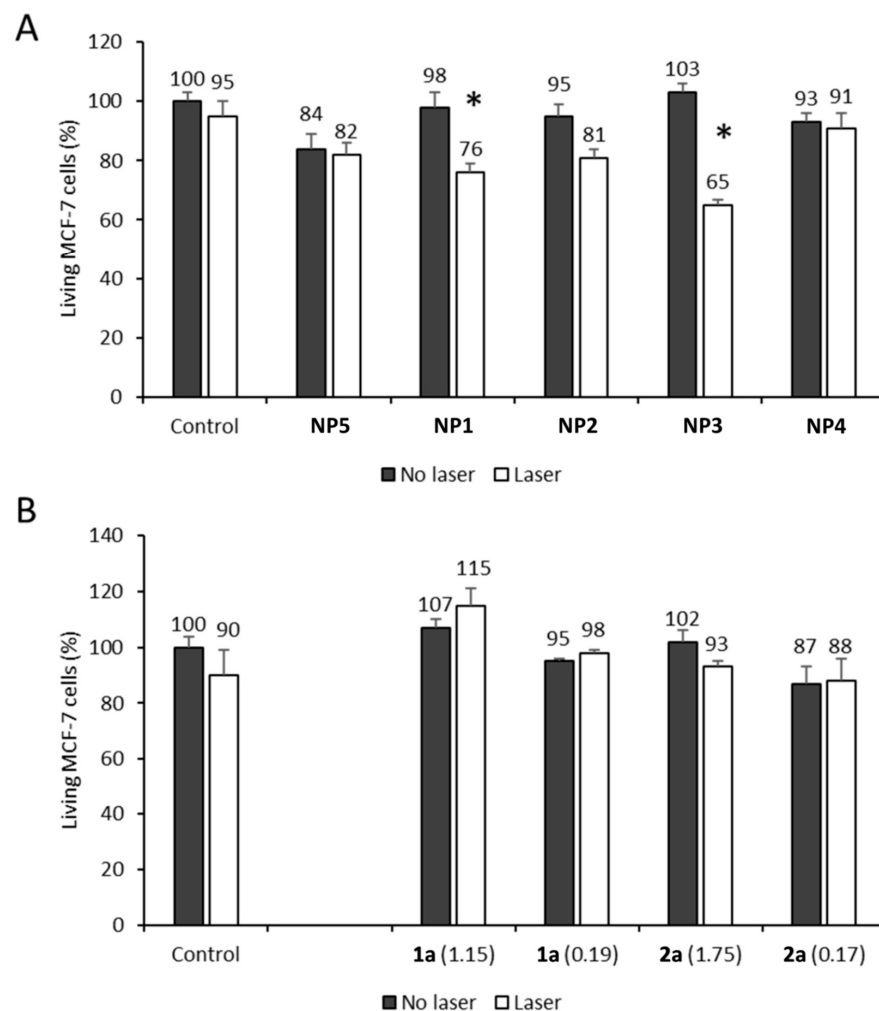 A
120
100
80
60
40
20
0
Living MCF-7 cells (%)
100 95
84 82
98 * 76
95 81
103 * 65
93 91
Control NP5 NP1 NP2 NP3 NP4
No laser Laser
B
140
120
100
80
60
40
20
0
Living MCF-7 cells (%)
100 90
107 115
95 98
102 93
87 88
Control 1a (1.15) 1a (0.19) 2a (1.75) 2a (0.17)
No laser Laser